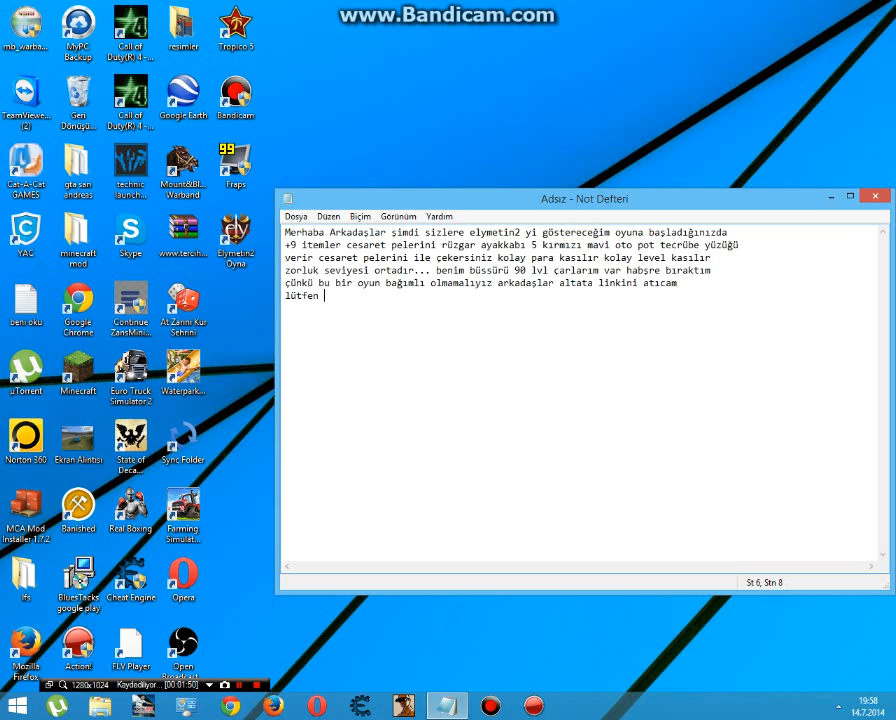 www.Bandicam.com
mb_warba...
MyPC Backup
Call of Duty(R) 4 -...
resimler
Tropico 5
TeamViewe... (2)
Geri Dönüşü...
Call of Duty(R) 4 -...
Google Earth
Bandicam
Cat-A-Cat GAMES
gta san andreas
technic launch...
Mount&Bl... Warband
99
Fraps
YAC
minecraft mod
Skype
www.tercih...
Elymetin2 Oyna
beni oku
Google Chrome
Continue ZansMini...
At Zarini Kur Sehrini
uTorrent
Minecraft
Euro Truck Simulator 2
Waterpark...
Norton 360
Ekran Alıntısı
State of Deca...
Sync Folder
MCA Mod Installer 1.7.2
Banished
Real Boxing
Farming Simulat...
lfs
BluesTacks google play
Cheat Engine
Opera
Mozilla Firefox
Action!
FLV Player
Open Broadcast...
Adsız - Not Defteri
Dosya Düzen Biçim Görünüm Yardım
Merhaba Arkadaşlar şimdi sizlere elymetin2 yi göstereceğim oyuna başladığınızda
+9 itemler cesaret pelerini rüzgar ayakkabı 5 kırmızı mavi oto pot tecrübe yüzüğü
verir cesaret pelerini ile çekersiniz kolay para kasılır kolay level kasılır
zorluk seviyesi ortadır... benim büssürü 90 lvl çarlarım var habşre bıraktım
çünkü bu bir oyun bağımlı olmamalıyız arkadaşlar altata linkini atıcam
lütfen
St 6, Stn 8
1280x1024 Kaydediliyor... [00:01:50]
19:58
14.7.2014